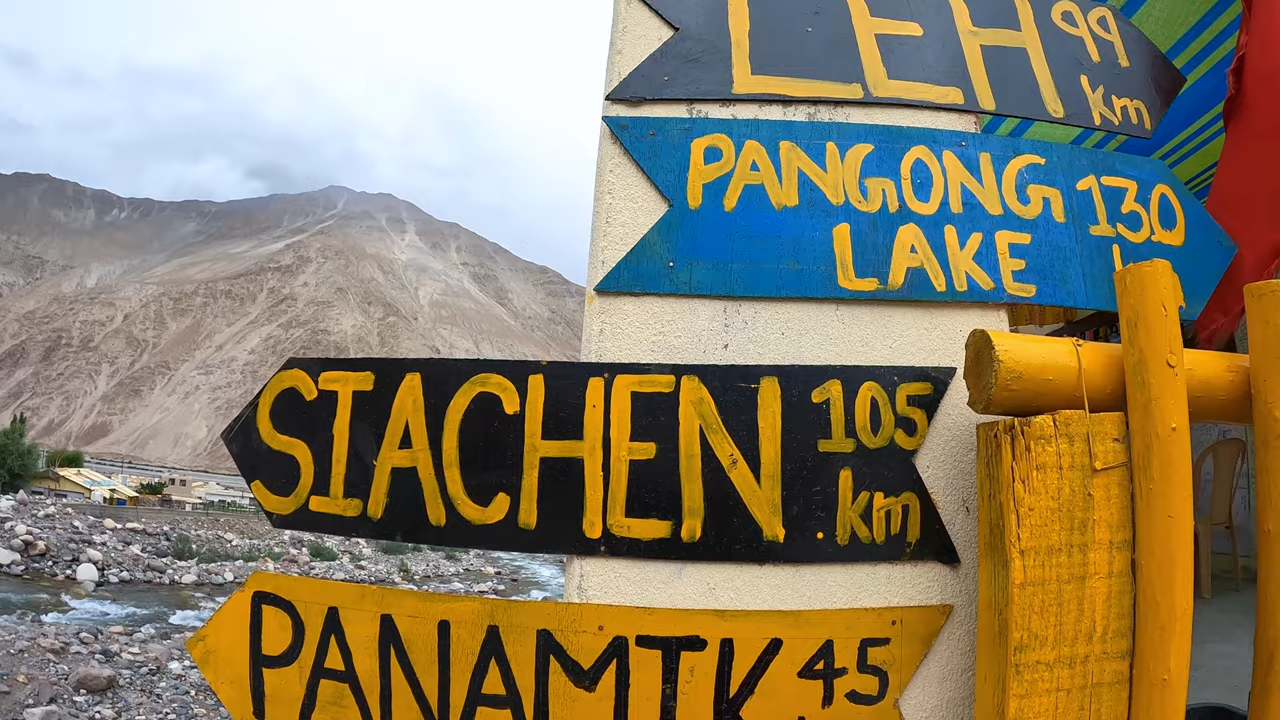 LEH 99
km
PANGONG 130
LAKE
SIACHEN 105
km
PANAMIK 45